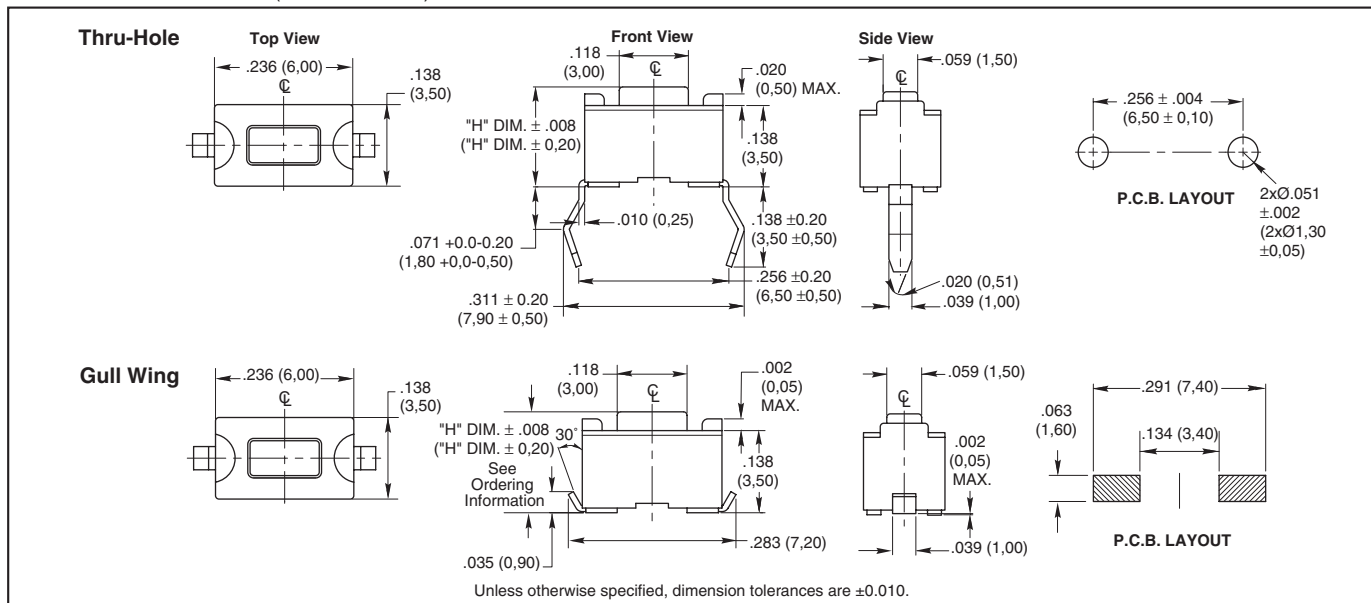 Thru-Hole
Top View
.236 (6,00)
℄
.138
(3,50)
Front View
.118
(3,00)
℄
.020
(0,50) MAX.
"H" DIM. ± .008
("H" DIM. ± 0,20)
.138
(3,50)
.010 (0,25)
.138 ±0.20
(3,50 ±0,50)
.071 +0.0-0.20
(1,80 +0,0-0,50)
.256 ±0.20
(6,50 ±0,50)
.311 ± 0.20
(7,90 ± 0,50)
Side View
.059 (1,50)
℄
.020 (0,51)
.039 (1,00)
.256 ± .004
(6,50 ± 0,10)
P.C.B. LAYOUT
2xØ.051
±.002
(2xØ1,30
±0,05)
Gull Wing
.236 (6,00)
℄
.138
(3,50)
.118
(3,00)
℄
.002
(0,05)
MAX.
"H" DIM. ± .008
("H" DIM. ± 0,20)
30°
See
Ordering
Information
.138
(3,50)
.035 (0,90)
.283 (7,20)
.059 (1,50)
℄
.002
(0,05)
MAX.
.039 (1,00)
.291 (7,40)
.063
(1,60)
.134 (3,40)
P.C.B. LAYOUT
Unless otherwise specified, dimension tolerances are ±0.010.